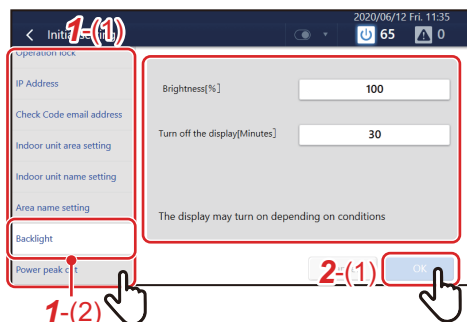 2020/06/12 Fri. 11:35
1-(1)
65
0
Operation lock
IP Address
Check Code email address
Indoor unit area setting
Indoor unit name setting
Area name setting
Backlight
Power peak
Brightness[%]
100
Turn off the display[Minutes]
30
The display may turn on depending on conditions
2-(1)
OK
1-(2)